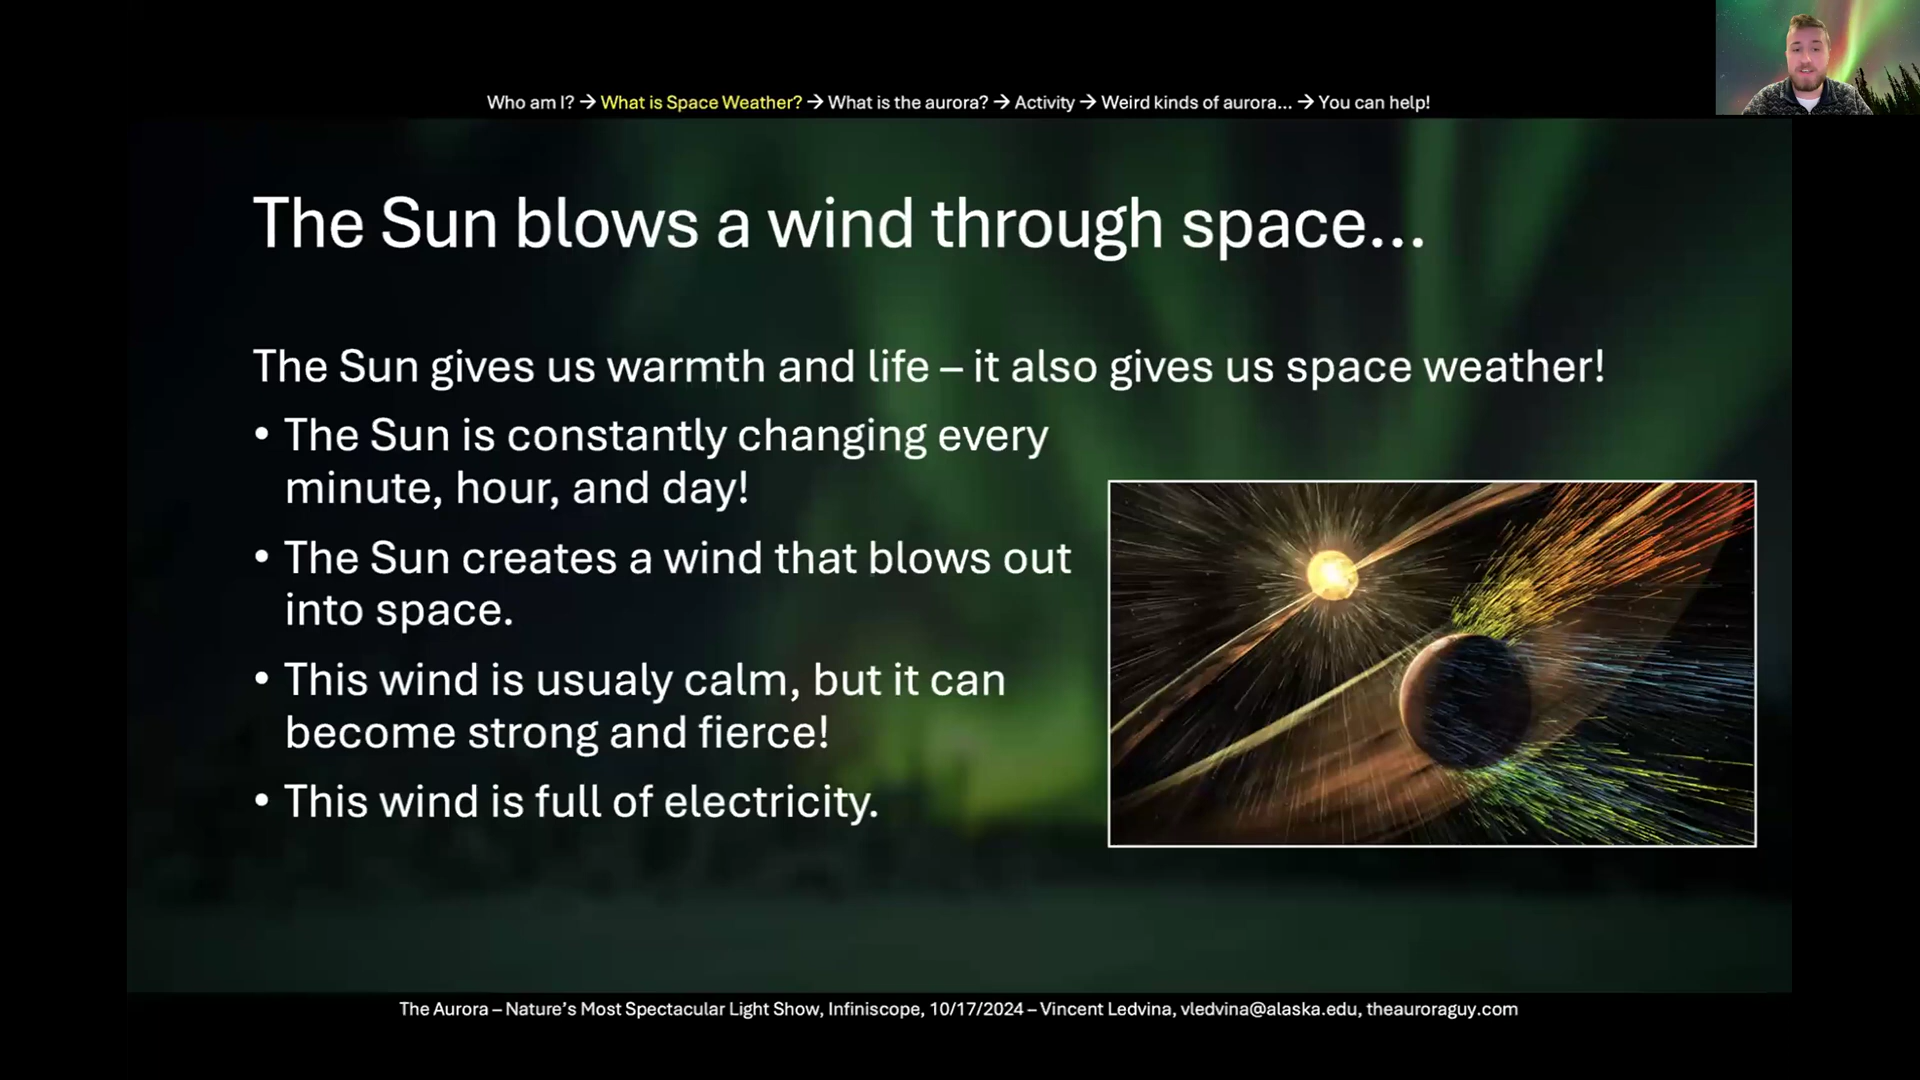 Who am I? → What is Space Weather? → What is the aurora? → Activity → Weird kinds of aurora... → You can help!
The Sun blows a wind through space...
The Sun gives us warmth and life – it also gives us space weather!
• The Sun is constantly changing every
minute, hour, and day!
• The Sun creates a wind that blows out
into space.
• This wind is usualy calm, but it can
become strong and fierce!
• This wind is full of electricity.
The Aurora – Nature's Most Spectacular Light Show, Infiniscope, 10/17/2024 – Vincent Ledvina, vledvina@alaska.edu, theauroraguy.com